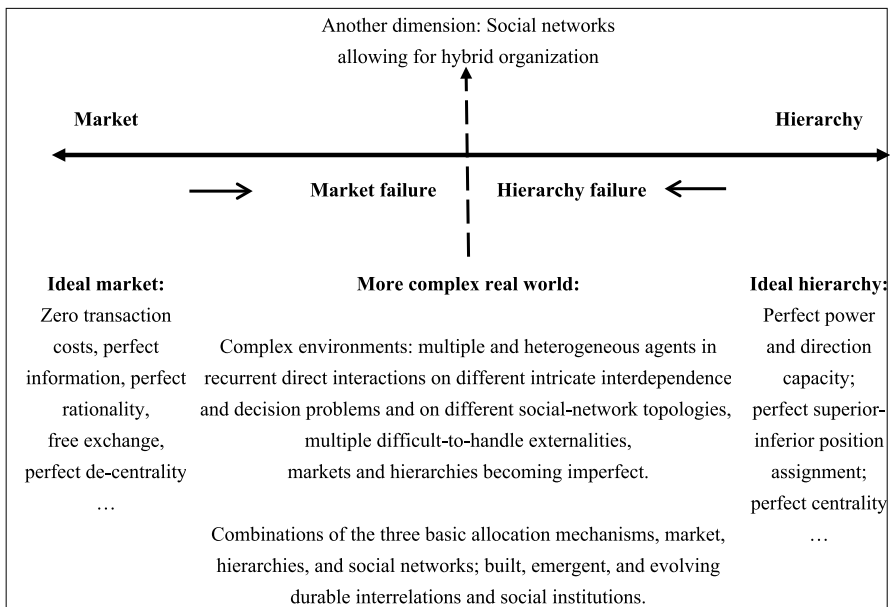 Another dimension: Social networks
allowing for hybrid organization
Market
Hierarchy
Market failure
Hierarchy failure
Ideal market:
Zero transaction
costs, perfect
information, perfect
rationality,
free exchange,
perfect de-centrality
…
More complex real world:
Complex environments: multiple and heterogeneous agents in
recurrent direct interactions on different intricate interdependence
and decision problems and on different social-network topologies,
multiple difficult-to-handle externalities,
markets and hierarchies becoming imperfect.
Combinations of the three basic allocation mechanisms, market,
hierarchies, and social networks; built, emergent, and evolving
durable interrelations and social institutions.
Ideal hierarchy:
Perfect power
and direction
capacity;
perfect superior-
inferior position
assignment;
perfect centrality
…